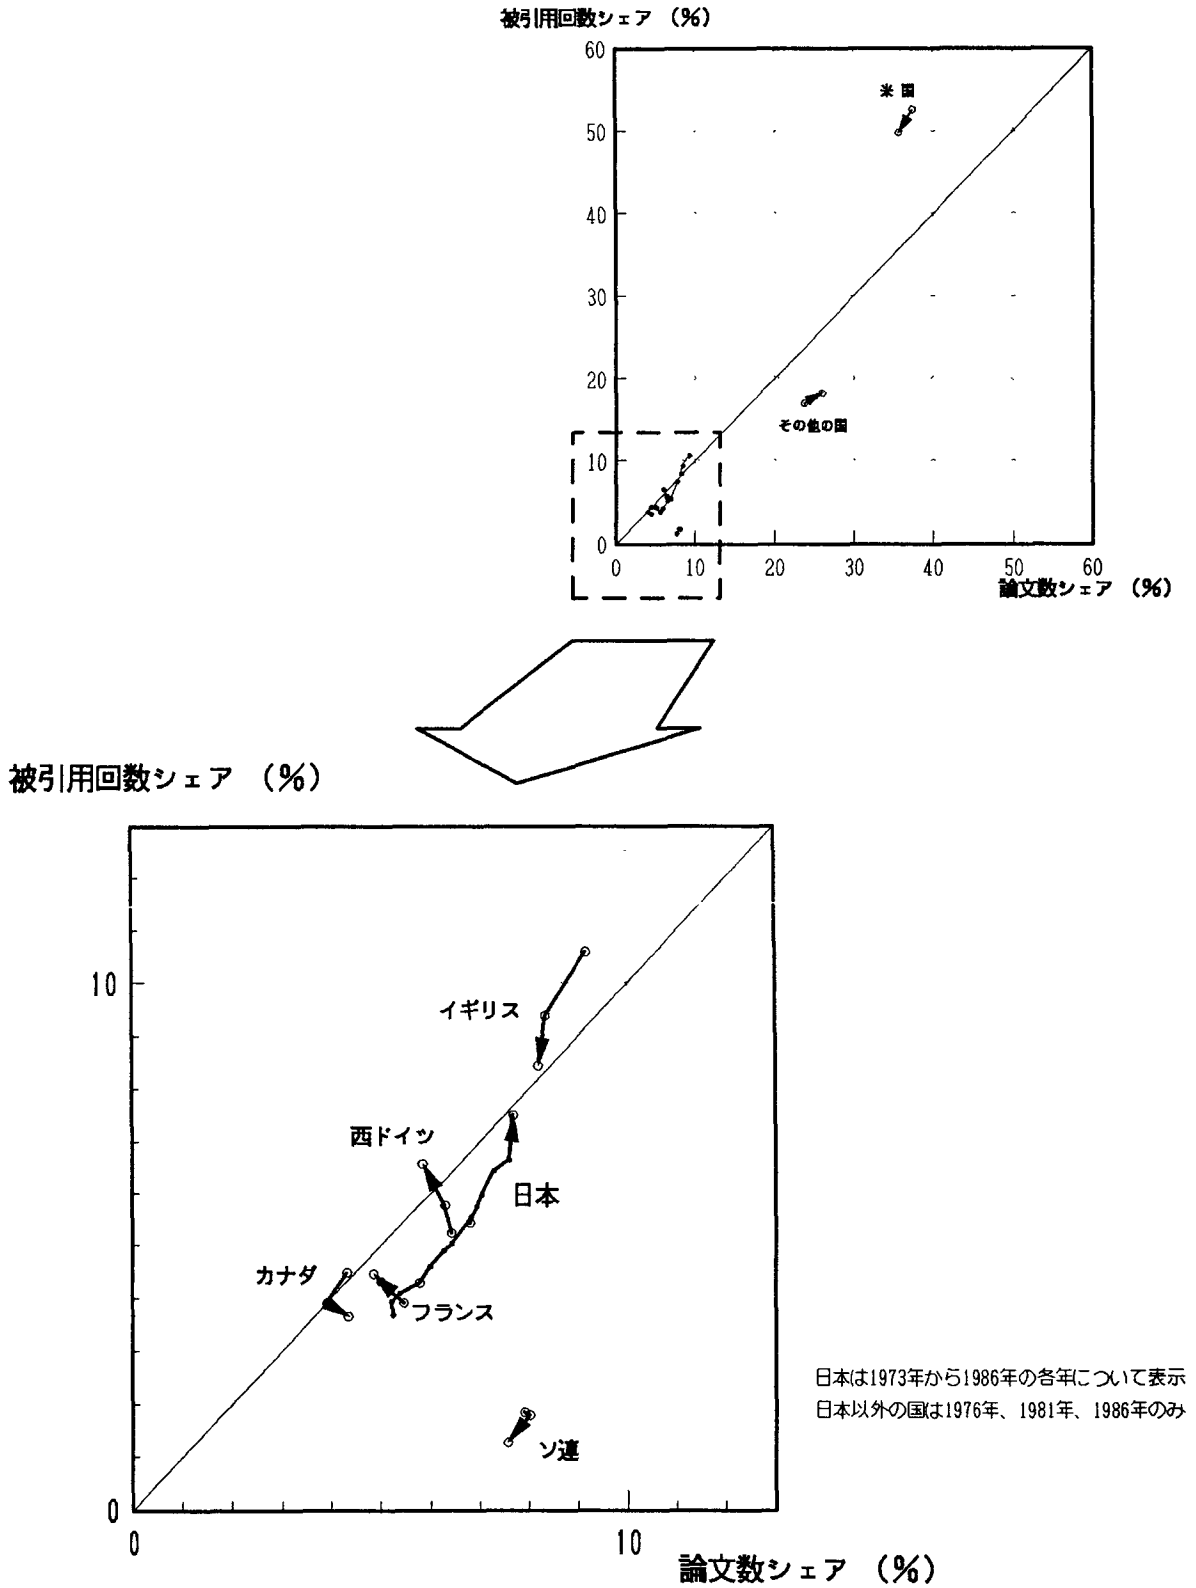 被引用回数シェア (%)
60
米国
50
40
30
20
その他の国
10
0
0 10 20 30 40 50 60
論文数シェア (%)
被引用回数シェア (%)
10
イギリス
西ドイツ
日本
カナダ
フランス
日本は1973年から1986年の各年について表示
日本以外の国は1976年、1981年、1986年のみ
ソ連
0
0 10
論文数シェア (%)